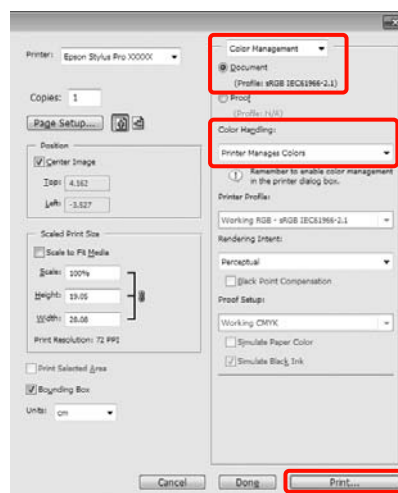 Printer: Epson Stylus Pro XXXXX
Copies: 1
Page Setup...
Position
Center Image
Top: 4.162
Left: -3.527
Scaled Print Size
Scale to Fit Media
Scale: 100%
Height: 19.05
Width: 28.08
Print Resolution: 72 PPI
Print Selected Area
Bounding Box
Units: cm
Color Management
Document
(Profile: sRGB IEC61966-2.1)
Proof
(Profile: N/A)
Color Handling:
Printer Manages Colors
Remember to enable color management
in the printer dialog box.
Printer Profile:
Working RGB - sRGB IEC61966-2.1
Rendering Intent:
Perceptual
Black Point Compensation
Proof Setup:
Working CMYK
Simulate Paper Color
Simulate Black Ink
Cancel
Done
Print...